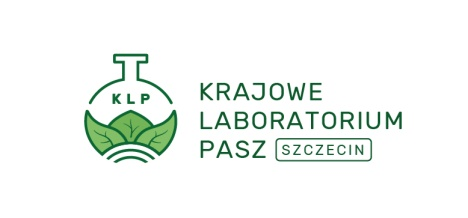 KLP
KRAJOWE
LABORATORIUM
PASZ SZCZECIN